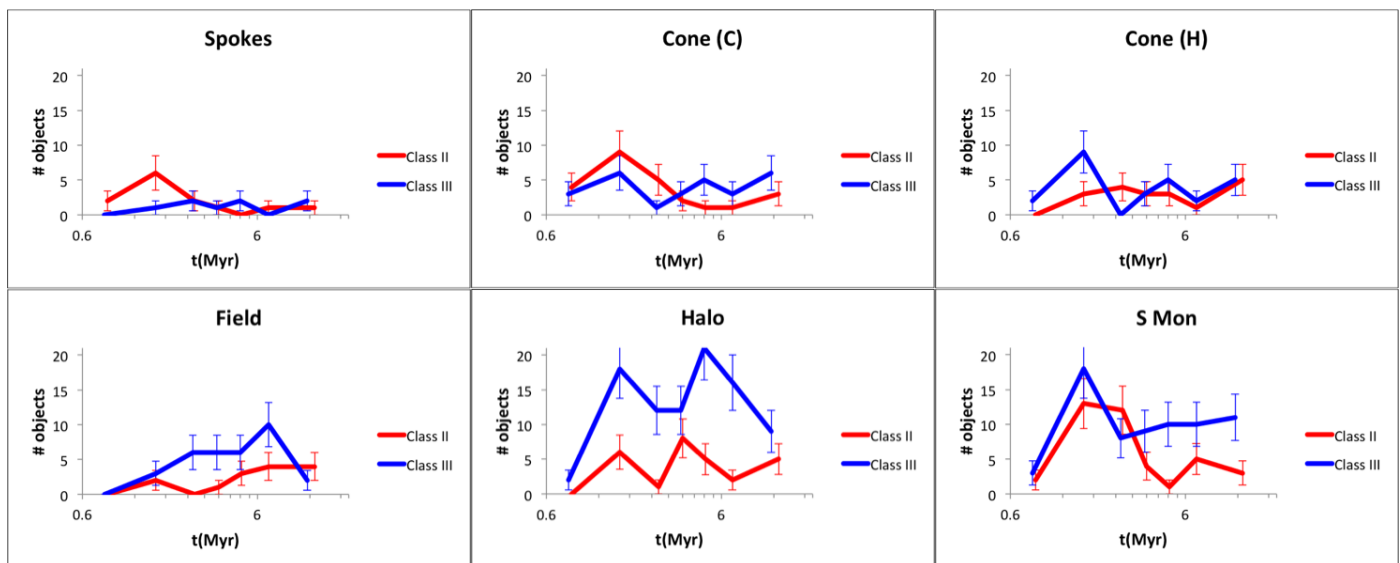 Spokes
# objects
20
15
10
5
0
0.6
6
t(Myr)
Class II
Class III
Cone (C)
# objects
20
15
10
5
0
0.6
6
t(Myr)
Class II
Class III
Cone (H)
# objects
20
15
10
5
0
0.6
6
t(Myr)
Class II
Class III
Field
# objects
20
15
10
5
0
0.6
6
t(Myr)
Class II
Class III
Halo
# objects
20
15
10
5
0
0.6
6
t(Myr)
Class II
Class III
S Mon
# objects
20
15
10
5
0
0.6
6
t(Myr)
Class II
Class III